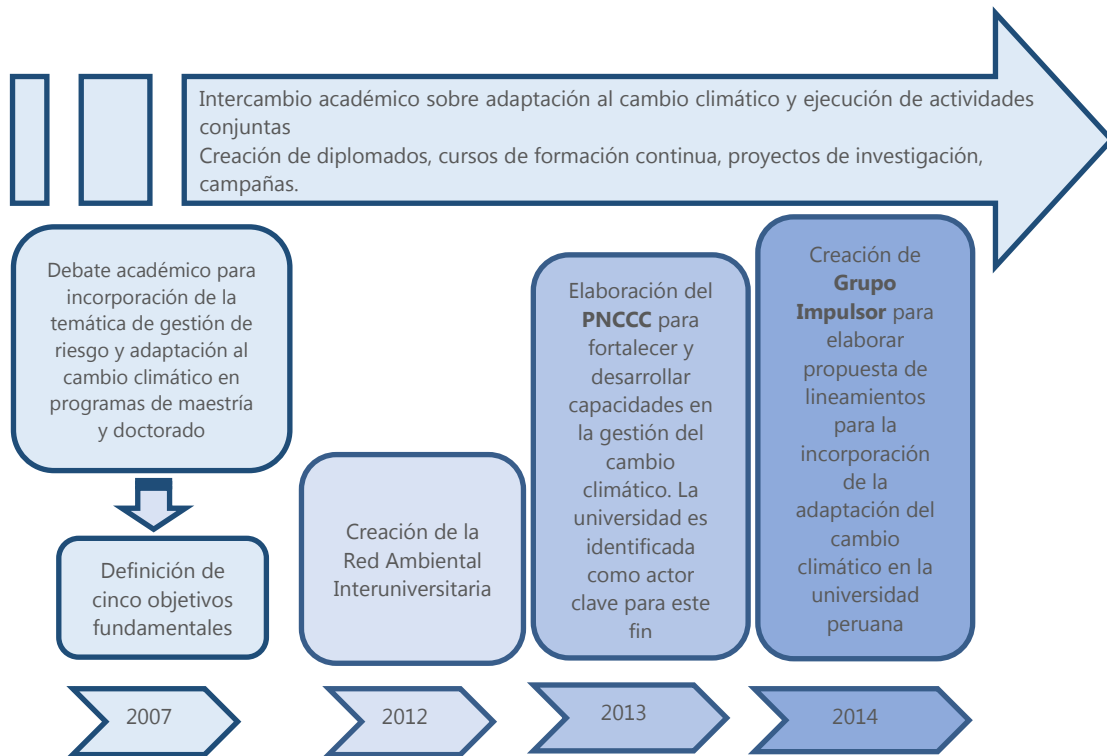 Intercambio académico sobre adaptación al cambio climático y ejecución de actividades
conjuntas
Creación de diplomados, cursos de formación continua, proyectos de investigación,
campañas.
Debate académico para
incorporación de la
temática de gestión de
riesgo y adaptación al
cambio climático en
programas de maestría
y doctorado
Definición de
cinco objetivos
fundamentales
2007
Creación de la
Red Ambiental
Interuniversitaria
2012
Elaboración del
PNCCC para
fortalecer y
desarrollar
capacidades en
la gestión del
cambio
climático. La
universidad es
identificada
como actor
clave para este
fin
2013
Creación de
Grupo
Impulsor para
elaborar
propuesta de
lineamientos
para la
incorporación
de la
adaptación del
cambio
climático en la
universidad
peruana
2014